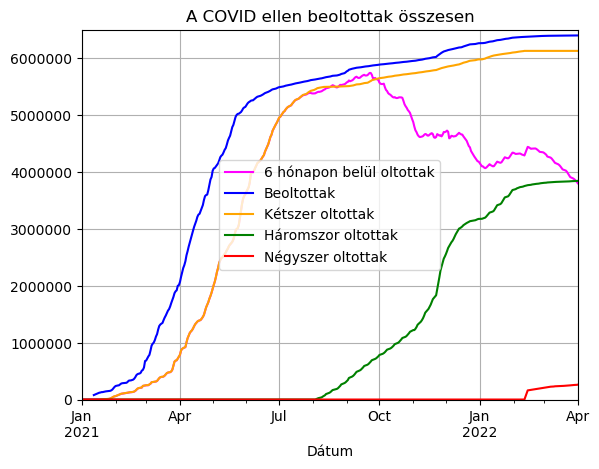 A COVID ellen beoltottak összesen
6000000
5000000
4000000
3000000
2000000
1000000
0
6 hónapon belül oltottak
Beoltottak
Kétszer oltottak
Háromszor oltottak
Négyszer oltottak
Jan Apr Jul Oct Jan Apr
2021 2022
Dátum